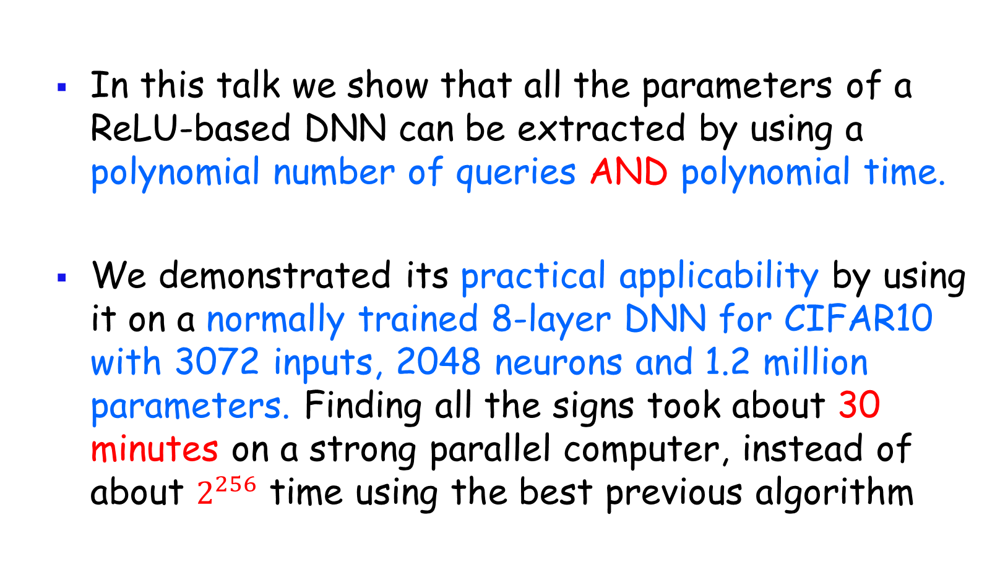 ▪ In this talk we show that all the parameters of a
ReLU-based DNN can be extracted by using a
polynomial number of queries AND polynomial time.
▪ We demonstrated its practical applicability by using
it on a normally trained 8-layer DNN for CIFAR10
with 3072 inputs, 2048 neurons and 1.2 million
parameters. Finding all the signs took about 30
minutes on a strong parallel computer, instead of
about 2²⁵⁶ time using the best previous algorithm